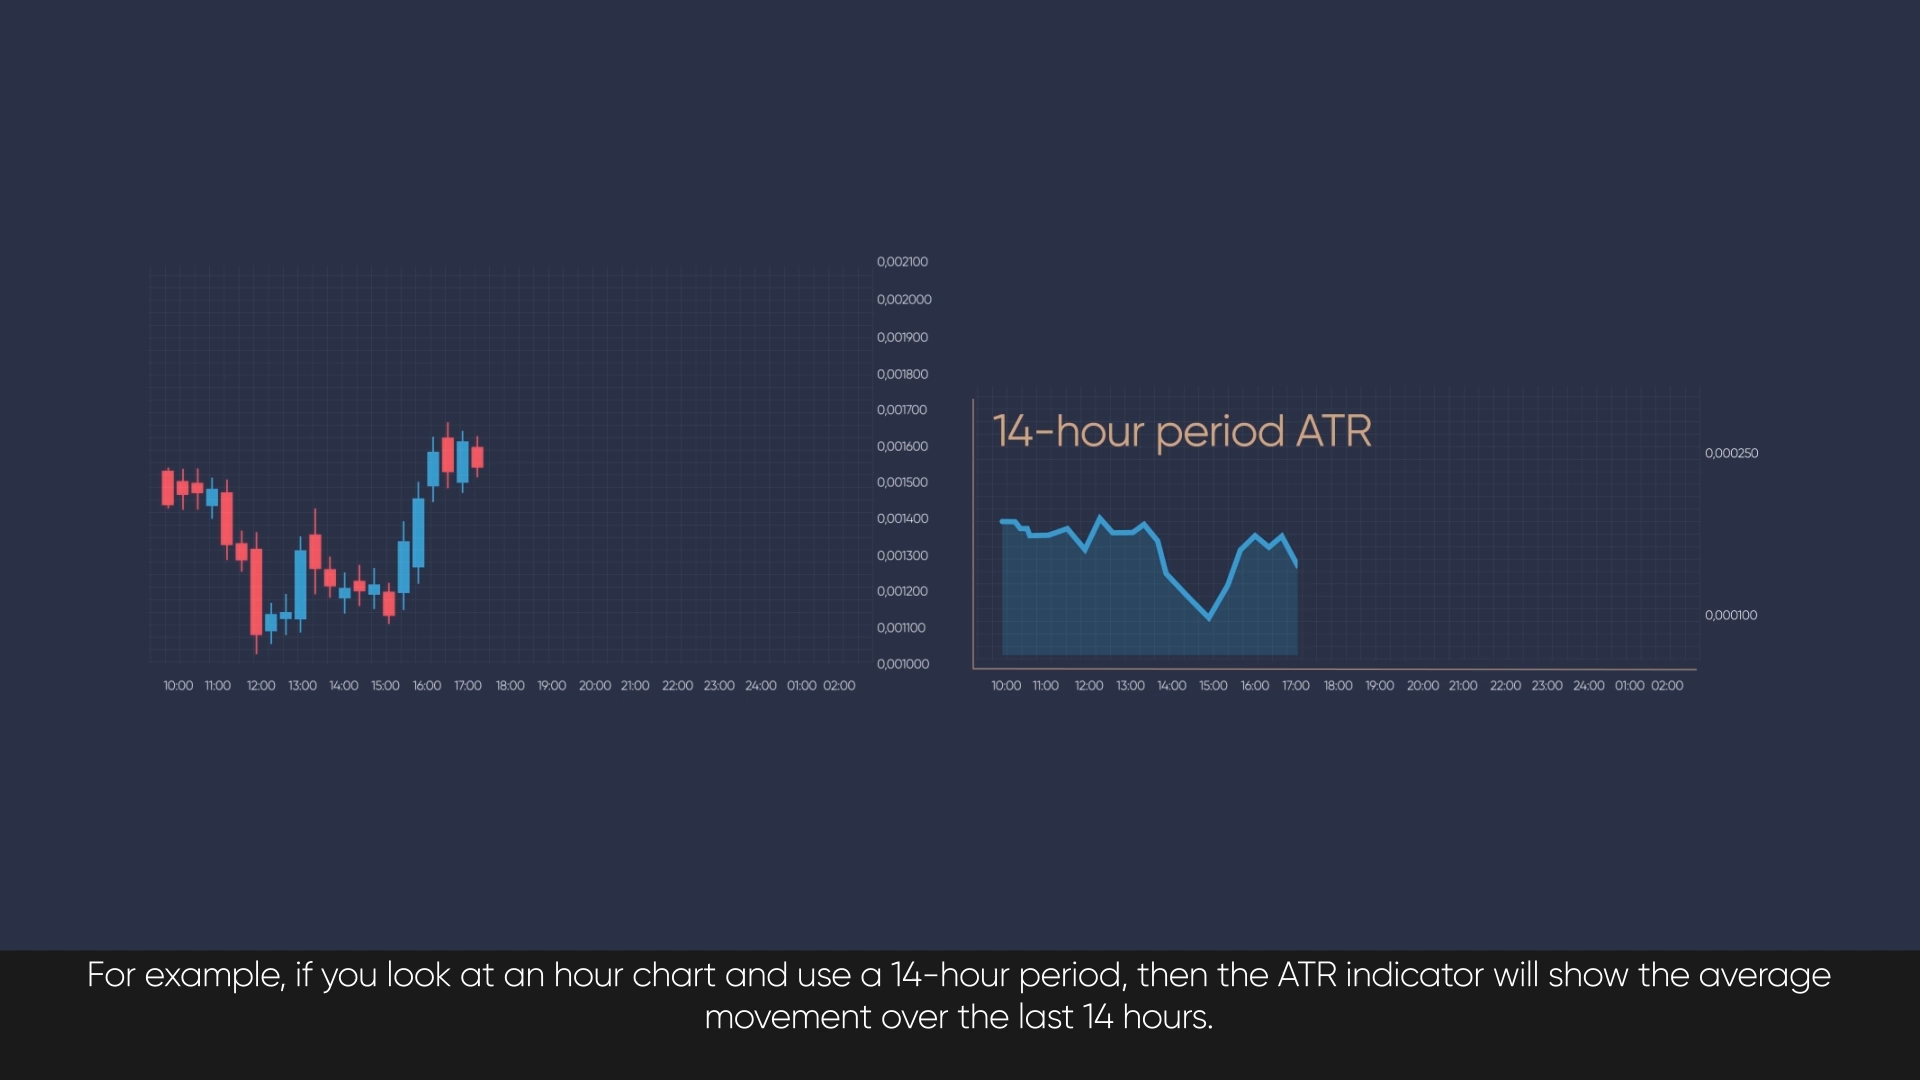 0,002100
0,002000
0,001900
0,001800
0,001700
0,001600
0,001500
0,001400
0,001300
0,001200
0,001100
0,001000
10:00 11:00 12:00 13:00 14:00 15:00 16:00 17:00 18:00 19:00 20:00 21:00 22:00 23:00 24:00 01:00 02:00
14-hour period ATR
0,000250
0,000100
10:00 11:00 12:00 13:00 14:00 15:00 16:00 17:00 18:00 19:00 20:00 21:00 22:00 23:00 24:00 01:00 02:00
For example, if you look at an hour chart and use a 14-hour period, then the ATR indicator will show the average
movement over the last 14 hours.